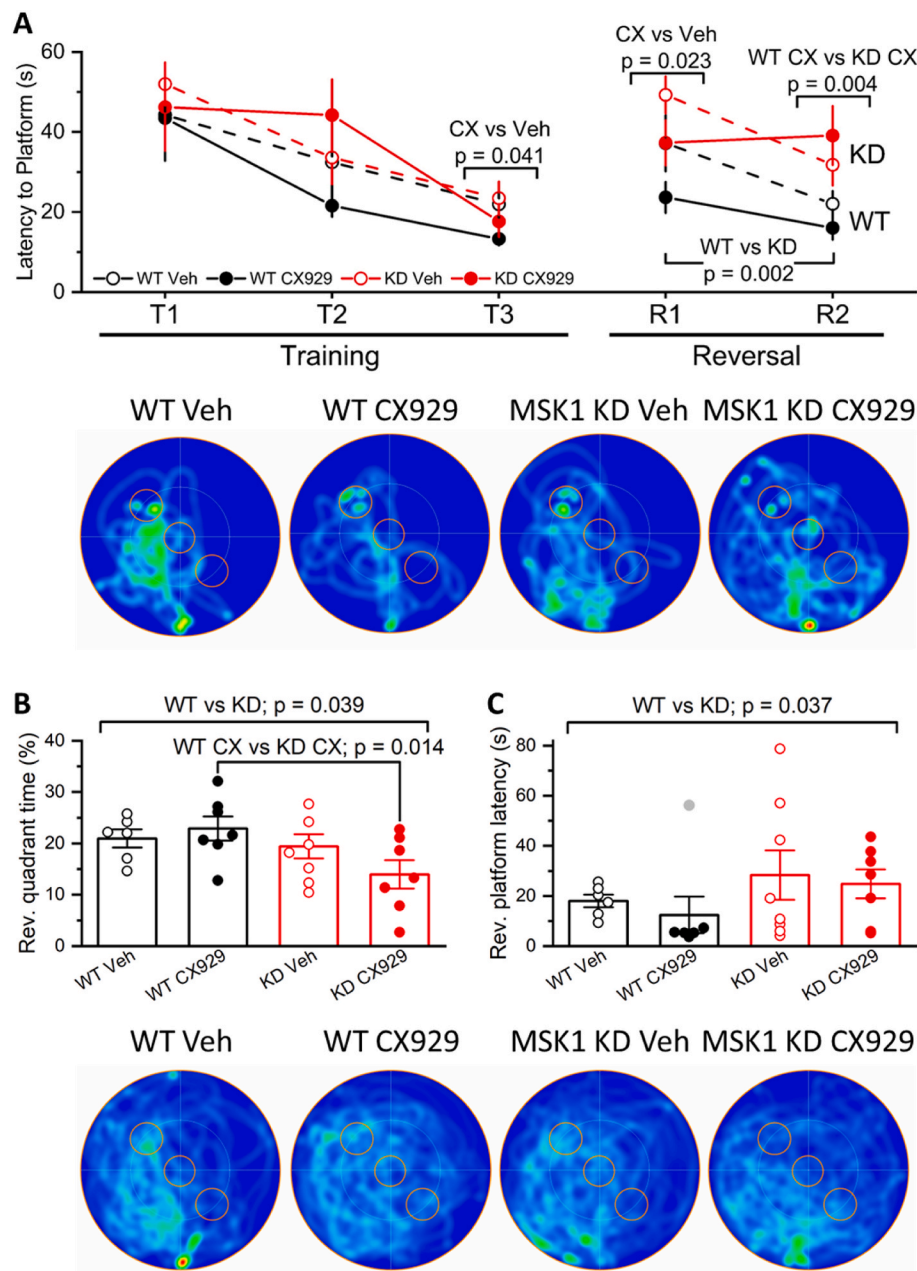 A
Latency to Platform (s)
60
40
20
0
CX vs Veh
p = 0.041
CX vs Veh
p = 0.023
WT CX vs KD CX
p = 0.004
KD
WT
WT vs KD
p = 0.002
WT Veh WT CX929 KD Veh KD CX929
T1 T2 T3 R1 R2
Training Reversal
WT Veh WT CX929 MSK1 KD Veh MSK1 KD CX929
B
WT vs KD; p = 0.039
WT CX vs KD CX; p = 0.014
Rev. quadrant time (%)
40
30
20
10
0
WT Veh WT CX929 KD Veh KD CX929
C
WT vs KD; p = 0.037
Rev. platform latency (s)
80
60
40
20
0
WT Veh WT CX929 KD Veh KD CX929
WT Veh WT CX929 MSK1 KD Veh MSK1 KD CX929